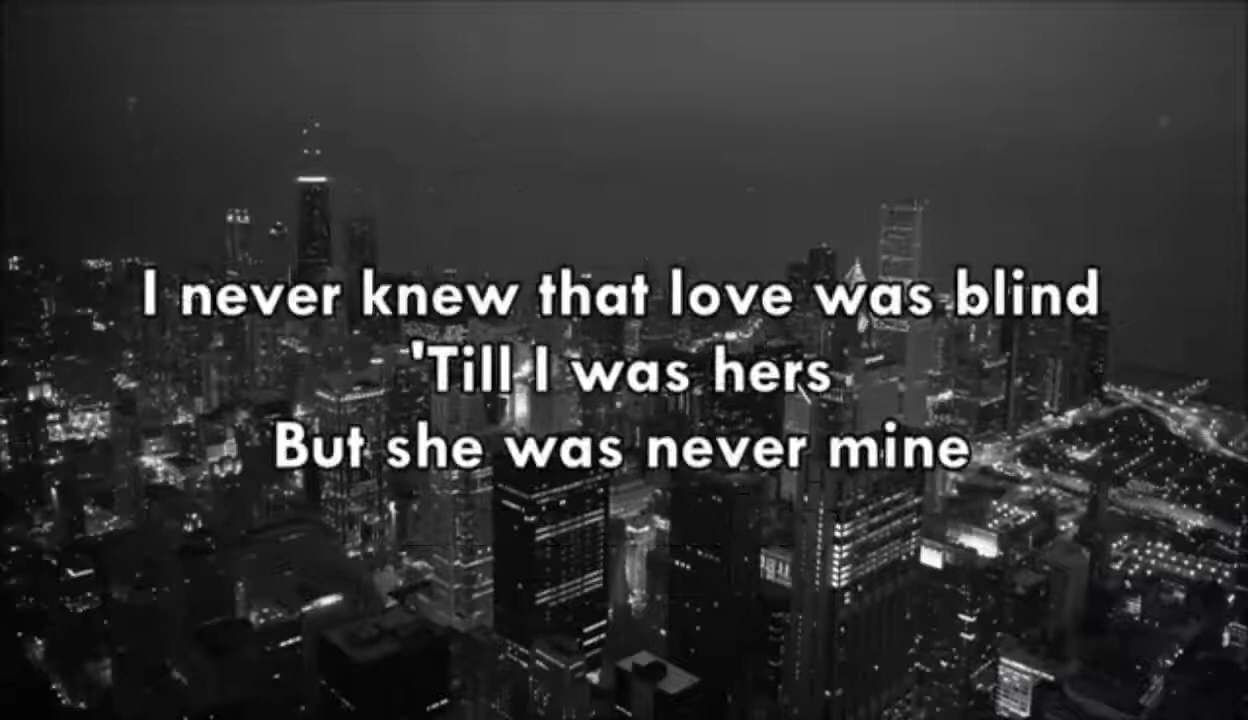 I never knew that love was blind
'Till I was hers
But she was never mine